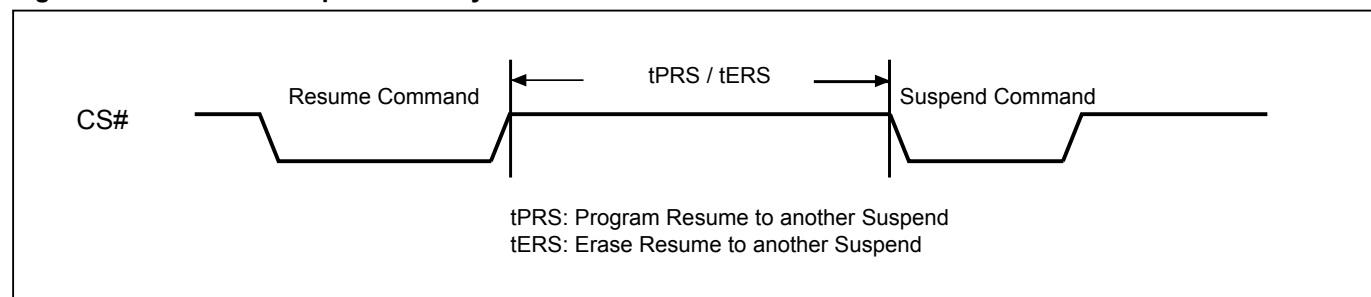 tPRS / tERS
Resume Command
Suspend Command
CS#
tPRS: Program Resume to another Suspend
tERS: Erase Resume to another Suspend